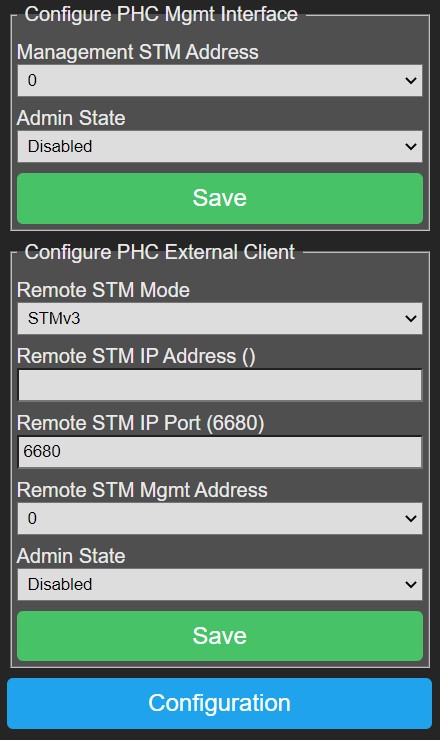 Configure PHC Mgmt Interface
Management STM Address
0
Admin State
Disabled
Save
Configure PHC External Client
Remote STM Mode
STMv3
Remote STM IP Address ()
Remote STM IP Port (6680)
6680
Remote STM Mgmt Address
0
Admin State
Disabled
Save
Configuration